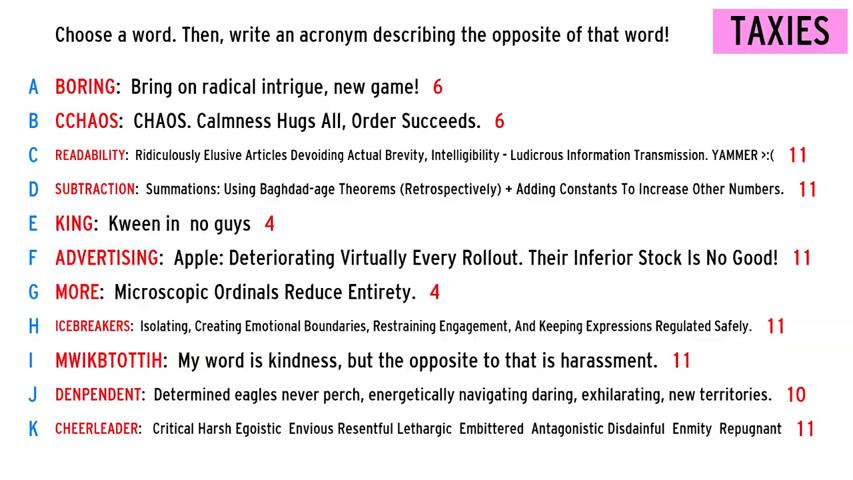 Choose a word. Then, write an acronym describing the opposite of that word!
TAXIES
A BORING: Bring on radical intrigue, new game! 6
B CCHAOS: CHAOS. Calmness Hugs All, Order Succeeds. 6
C READABILITY: Ridiculously Elusive Articles Devoiding Actual Brevity, Intelligibility - Ludicrous Information Transmission. YAMMER >:( 11
D SUBTRACTION: Summations: Using Baghdad-age Theorems (Retrospectively) + Adding Constants To Increase Other Numbers. 11
E KING: Kween in no guys 4
F ADVERTISING: Apple: Deteriorating Virtually Every Rollout. Their Inferior Stock Is No Good! 11
G MORE: Microscopic Ordinals Reduce Entirety. 4
H ICEBREAKERS: Isolating, Creating Emotional Boundaries, Restraining Engagement, And Keeping Expressions Regulated Safely. 11
I MWIKBTOTTIH: My word is kindness, but the opposite to that is harassment. 11
J DENPENDENT: Determined eagles never perch, energetically navigating daring, exhilarating, new territories. 10
K CHEERLEADER: Critical Harsh Egoistic Envious Resentful Lethargic Embittered Antagonistic Disdainful Enmity Repugnant 11